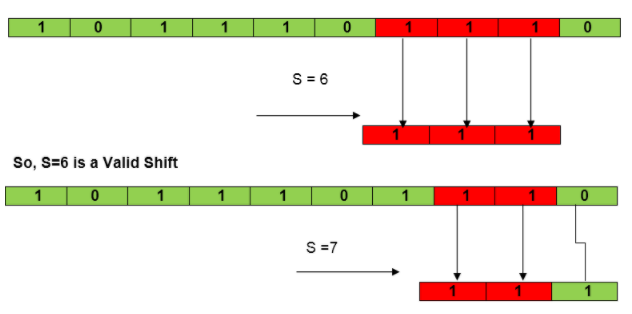 1 0 1 1 1 0 1 1 1 0
S = 6
1 1 1
So, S=6 is a Valid Shift
1 0 1 1 1 0 1 1 1 0
S =7
1 1 1